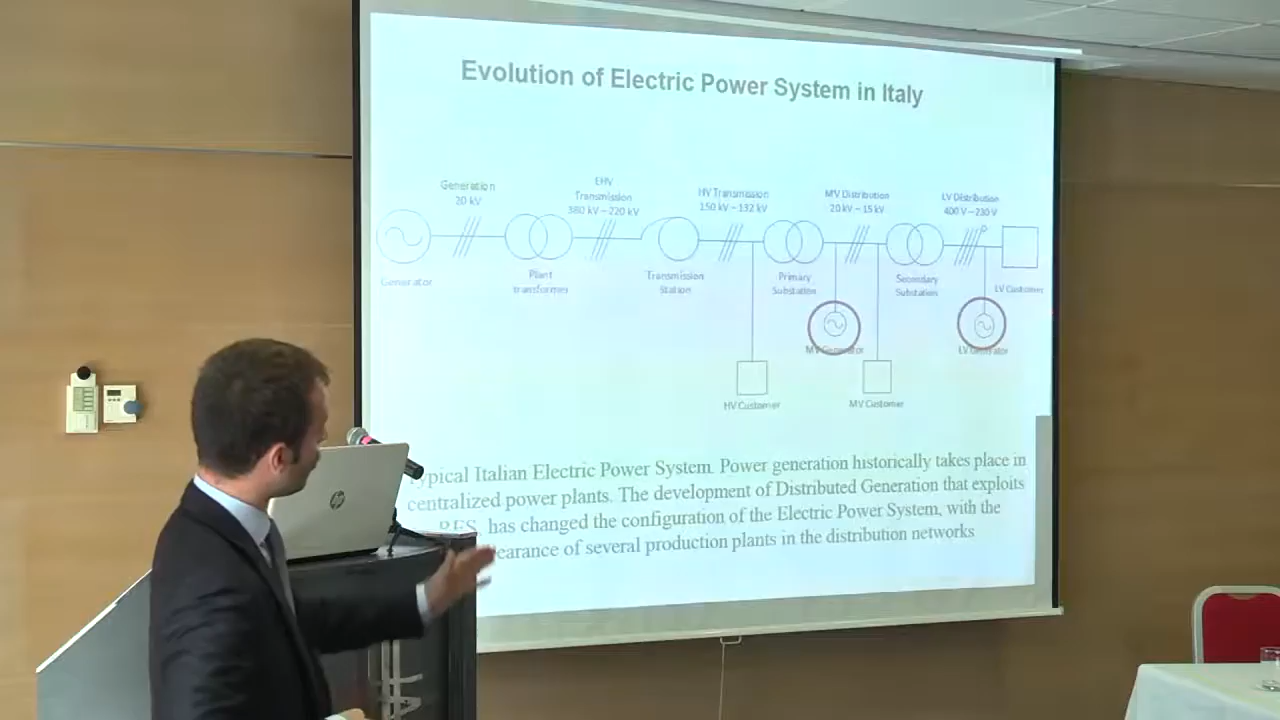 Evolution of Electric Power System in Italy
Generation
20 kV
EHV
Transmission
380 kV – 220 kV
HV Transmission
150 kV – 132 kV
MV Distribution
20 kV – 15 kV
LV Distribution
400 V – 230 V
Generator
Plant
transformer
Transmission
Station
Primary
Substation
Secondary
Substation
LV Customer
MV Generator
LV Generator
HV Customer
MV Customer
ypical Italian Electric Power System. Power generation historically takes place in
centralized power plants. The development of Distributed Generation that exploits
RES, has changed the configuration of the Electric Power System, with the
earance of several production plants in the distribution networks
hp